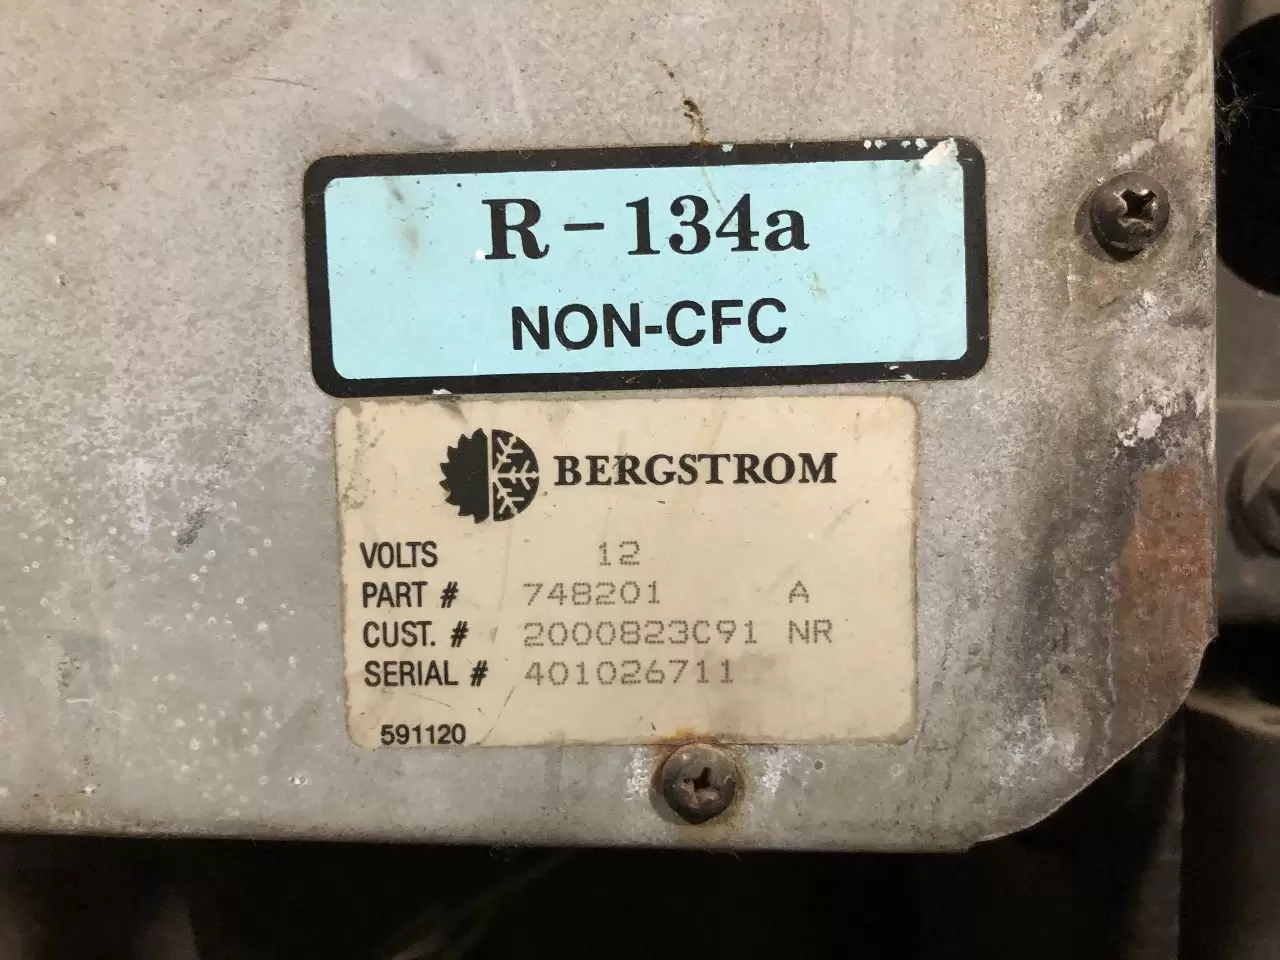 R-134a
NON-CFC
BERGSTROM
VOLTS 12
PART # 748201 A
CUST. # 2000823C91 NR
SERIAL # 401026711
591120